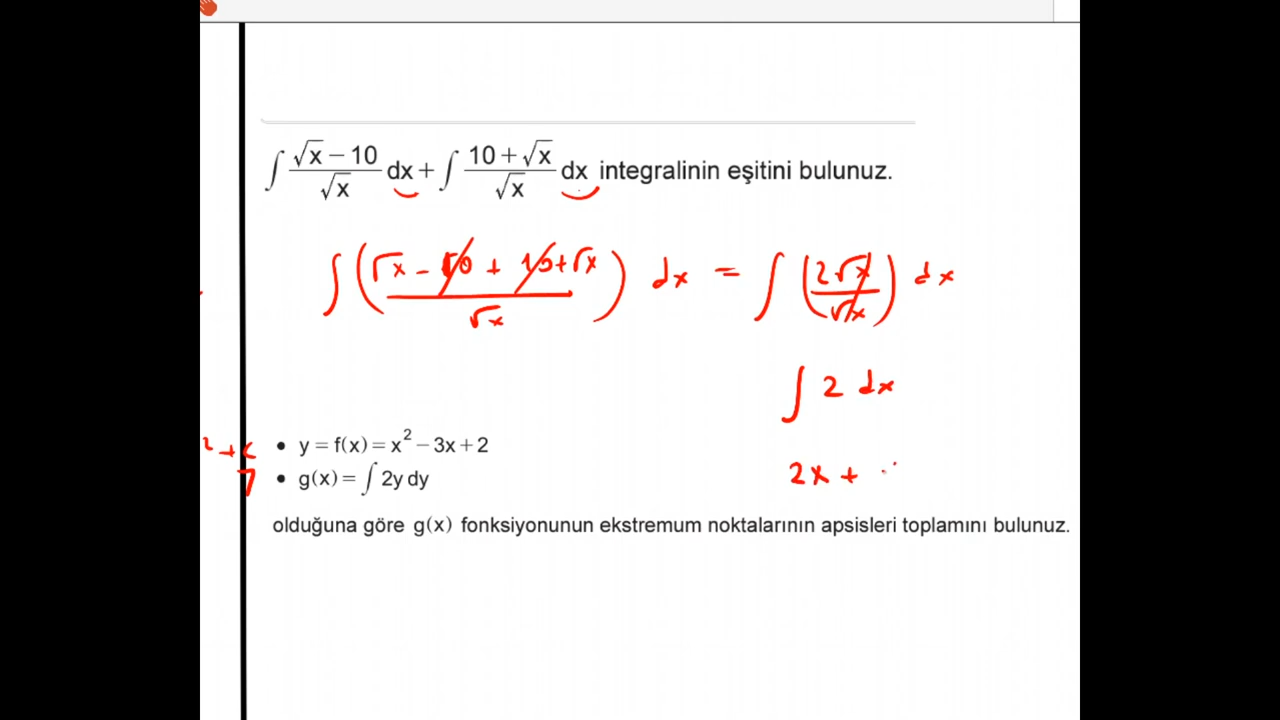 ∫ (√x − 10)/√x dx + ∫ (10 + √x)/√x dx integralinin eşitini bulunuz.
∫ ((√x − 10 + 10 + √x)/√x) dx = ∫ (2√x/√x) dx
∫ 2 dx
• y = f(x) = x² − 3x + 2
2x +
• g(x) = ∫ 2y dy
olduğuna göre g(x) fonksiyonunun ekstremum noktalarının apsisleri toplamını bulunuz.